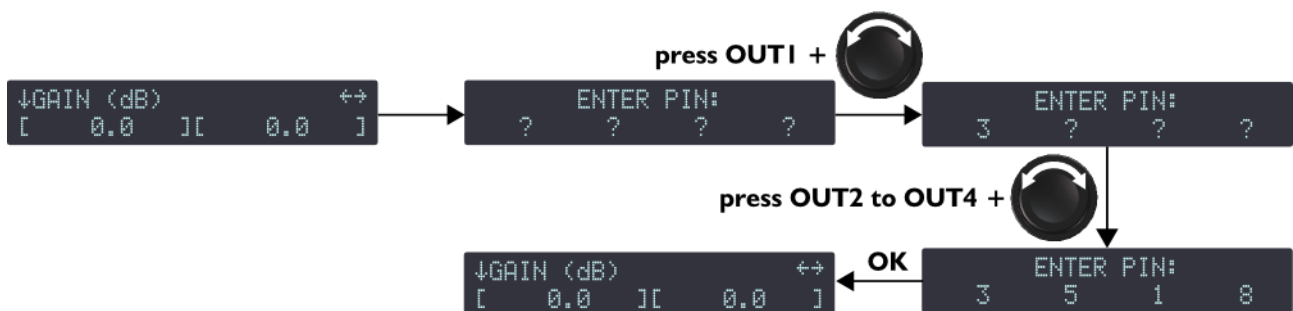 press OUT1 +
↓GAIN (dB) ↔
[ 0.0 ][ 0.0 ]
ENTER PIN:
? ? ? ?
ENTER PIN:
3 ? ? ?
press OUT2 to OUT4 +
↓GAIN (dB) ↔
[ 0.0 ][ 0.0 ]
OK
ENTER PIN:
3 5 1 8